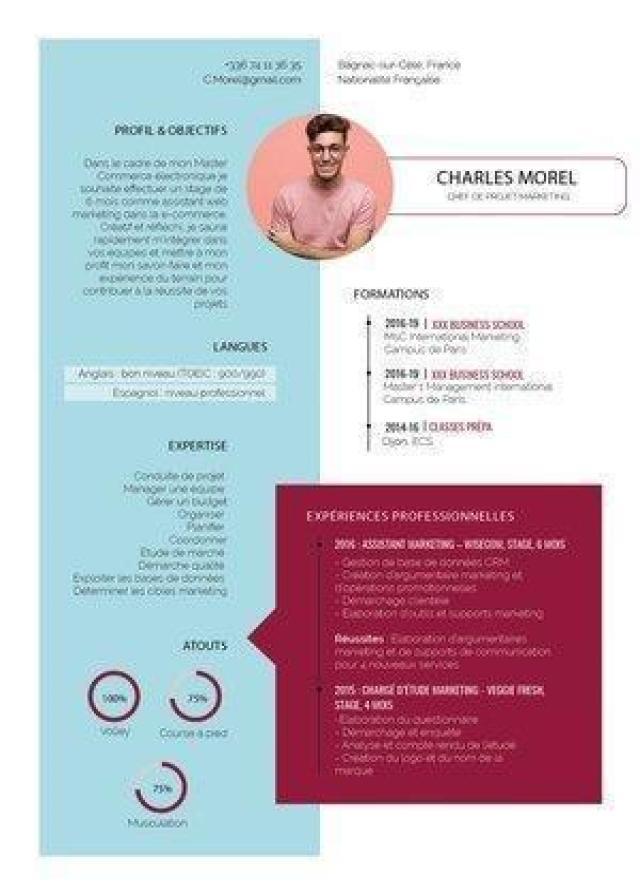 +336 74 11 36 35
C.Morel@gmail.com
Bagnac-sur-Célé, France
Nationalité Française
PROFIL & OBJECTIFS
Dans le cadre de mon Master
Commerce électronique je
souhaite effectuer un stage de
6 mois comme assistant web
marketing dans la e-commerce.
Créatif et réfléchi, je saurai
rapidement m'intégrer dans
vos équipes et mettre à mon
profit mon savoir-faire et mon
expérience du terrain pour
contribuer à la réussite de vos
projets
CHARLES MOREL
CHEF DE PROJET MARKETING
LANGUES
Anglais : bon niveau (TOEIC : 900/990)
Espagnol : niveau professionnel
EXPERTISE
Conduite de projet
Manager une équipe
Gérer un budget
Organiser
Planifier
Coordonner
Etude de marché
Démarche qualité
Exploiter les bases de données
Déterminer les cibles marketing
ATOUTS
100%
Volley
75%
Course à pied
75%
Musculation
FORMATIONS
2016-19 | XXX BUSINESS SCHOOL
MSC International Marketing
Campus de Paris
2016-19 | XXX BUSINESS SCHOOL
Master's Management international
Campus de Paris
2014-16 | CLASSES PRÉPA
Dijon, ECS
EXPÉRIENCES PROFESSIONNELLES
2016 : ASSISTANT MARKETING – WISECOM, STAGE, 6 MOIS
- Gestion de base de données CRM
- Création d'argumentaire marketing et
d'opérations promotionnelles
- Démarchage clientèle
- Elaboration d'outils et supports marketing
Réussites : Elaboration d'argumentaires
marketing et de supports de communication
pour 4 nouveaux services
2015 : CHARGÉ D'ÉTUDE MARKETING - VEGGIE FRESH,
STAGE, 4 MOIS
-Elaboration du questionnaire
- Démarchage et enquête
- Analyse et compte rendu de l'étude
- Création du logo et du nom de la
marque